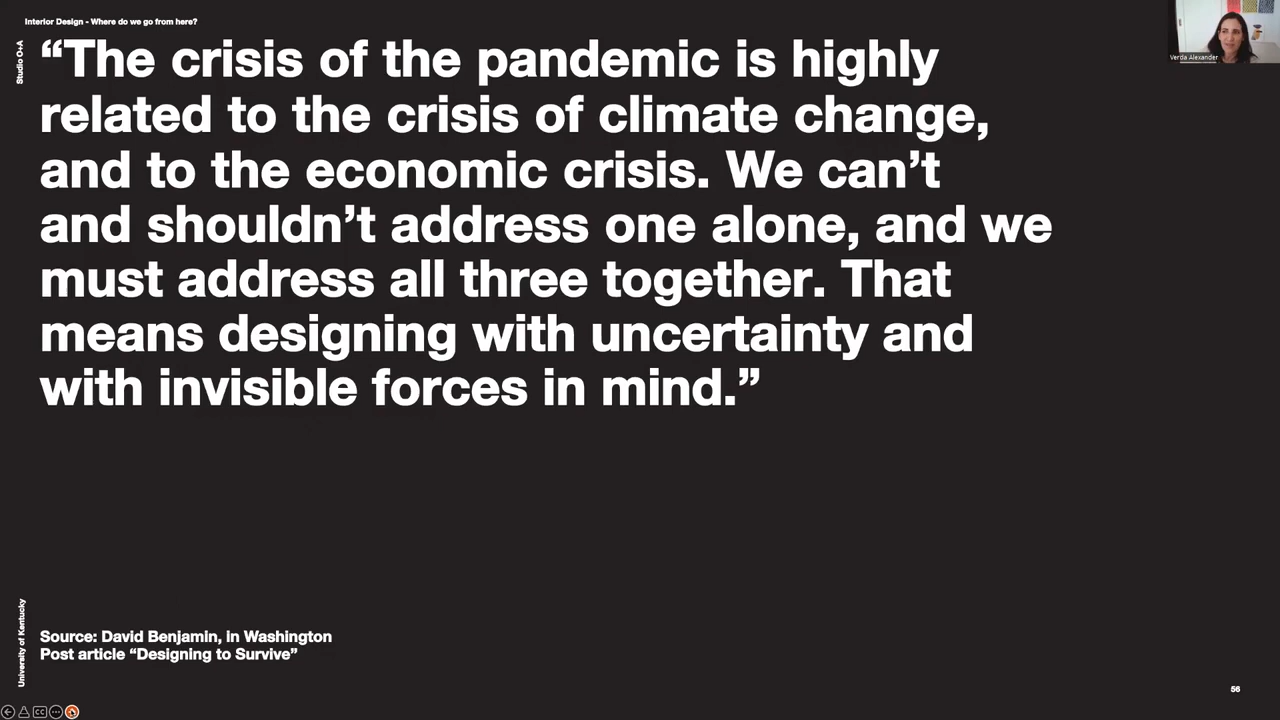 Interior Design - Where do we go from here?
Studio O+A
“The crisis of the pandemic is highly
related to the crisis of climate change,
and to the economic crisis. We can’t
and shouldn’t address one alone, and we
must address all three together. That
means designing with uncertainty and
with invisible forces in mind.”
Verda Alexander
University of Kentucky
Source: David Benjamin, in Washington
Post article “Designing to Survive”
56
CC